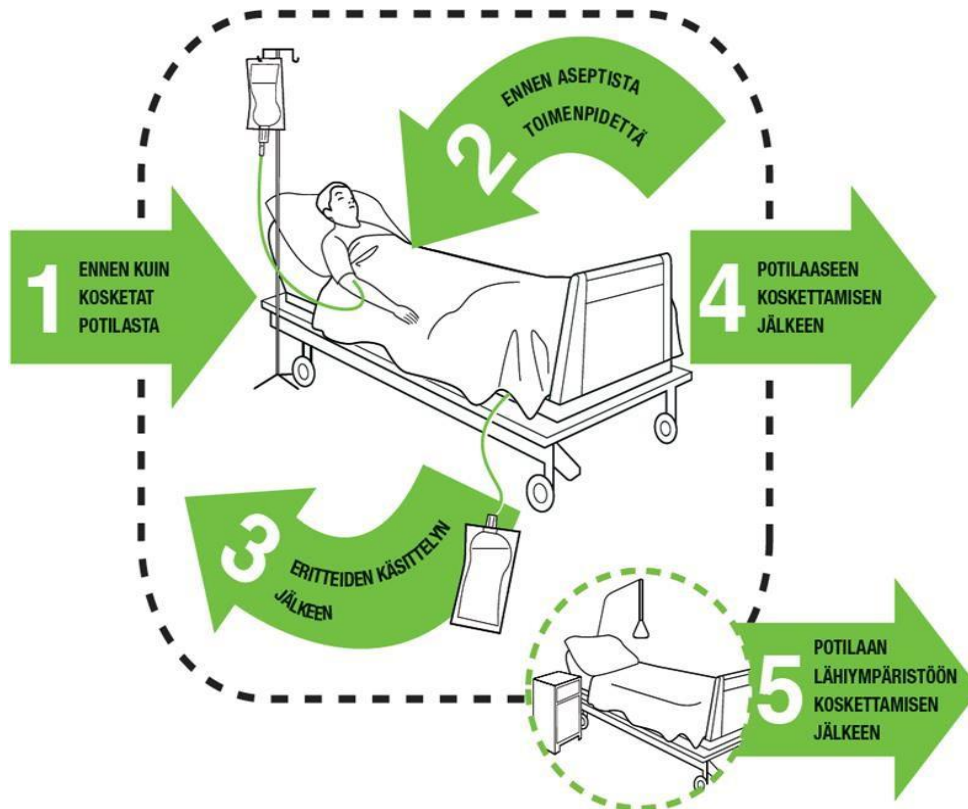 1
ENNEN KUIN
KOSKETAT
POTILASTA
2
ENNEN ASEPTISTA
TOIMENPIDETTÄ
3
ERITTEIDEN KÄSITTELYN
JÄLKEEN
4
POTILAASEEN
KOSKETTAMISEN
JÄLKEEN
5
POTILAAN
LÄHIYMPÄRISTÖÖN
KOSKETTAMISEN
JÄLKEEN